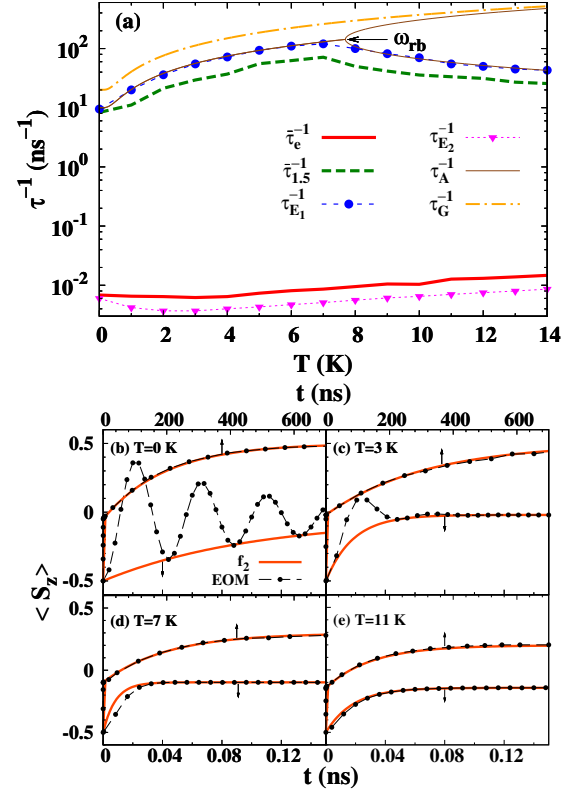 (a)
10²
10¹
10⁰
10⁻¹
10⁻²
τ⁻¹ (ns⁻¹)
ω_rb
τ̄_e⁻¹
τ̄_1.5⁻¹
τ_E₁⁻¹
τ_E₂⁻¹
τ_A⁻¹
τ_G⁻¹
0 2 4 6 8 10 12 14
T (K)
t (ns)
0 200 400 600 0 200 400 600
(b) T=0 K (c) T=3 K
0.5
0
-0.5
f₂
EOM
< S_z >
(d) T=7 K (e) T=11 K
0.5
0
-0.5
0 0.04 0.08 0.12 0 0.04 0.08 0.12
t (ns)